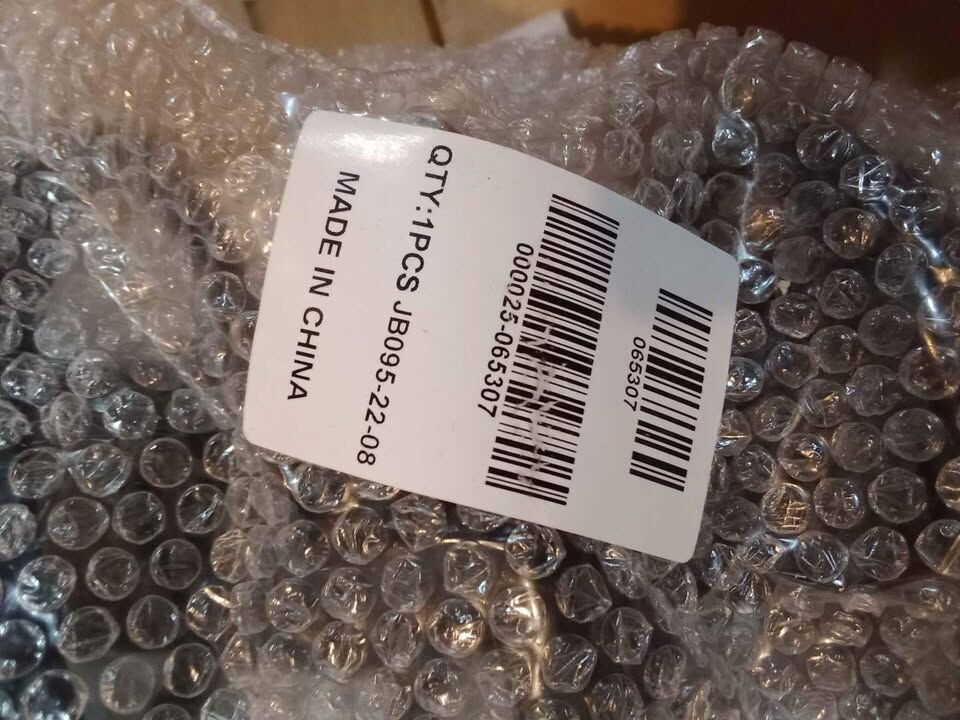 065307
000025-065307
QTY:1PCS JB095-22-08
MADE IN CHINA